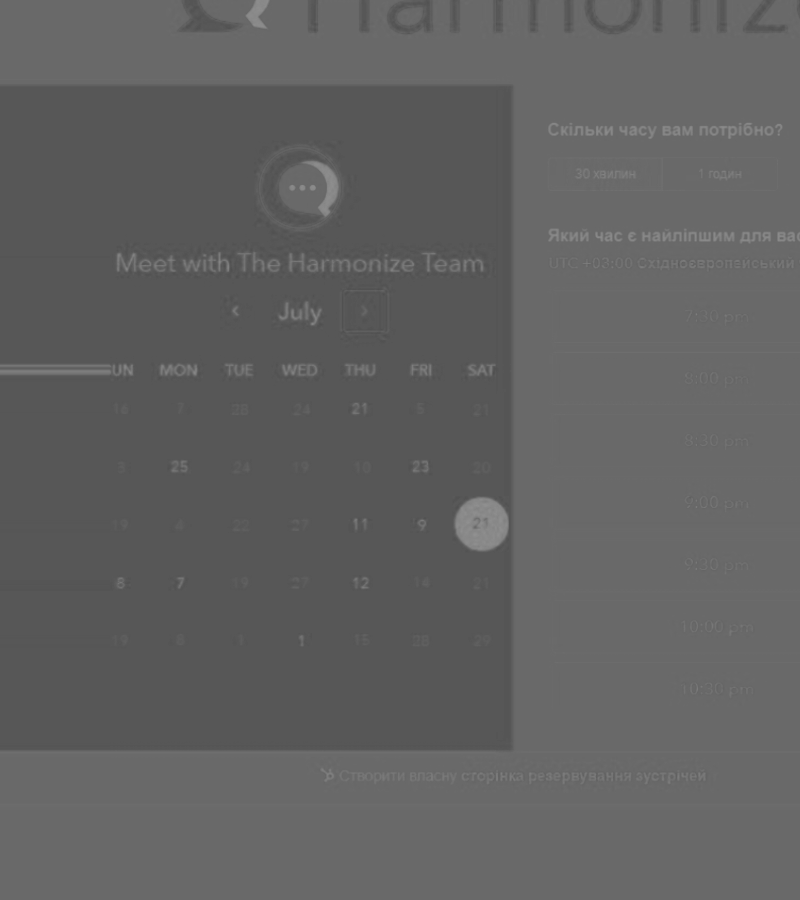 Harmonize
Meet with The Harmonize Team
July
UN MON TUE WED THU FRI SAT
16 7 28 24 21 5 21
3 25 24 19 18 23 20
19 4 22 27 11 9 21
8 7 19 27 12 14 21
19 8 1 1 15 28 29
Скільки часу вам потрібно?
30 хвилин 1 годин
Який час є найліпшим для вас
UTC +03:00 Східноєвропейський
7:30 pm
8:00 pm
8:30 pm
9:00 pm
9:30 pm
10:00 pm
10:30 pm
Створити власну сторінка резервування зустрічей